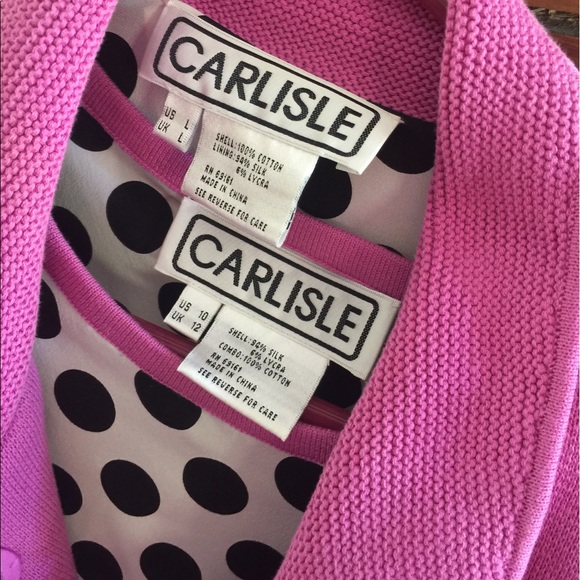 CARLISLE
US L
UK L
SHELL:100% COTTON
LINING:94% SILK
6% LYCRA
RN 69161
MADE IN CHINA
SEE REVERSE FOR CARE
CARLISLE
US 10
UK 12
SHELL:94% SILK
6% LYCRA
COMBO:100% COTTON
RN 69161
MADE IN CHINA
SEE REVERSE FOR CARE